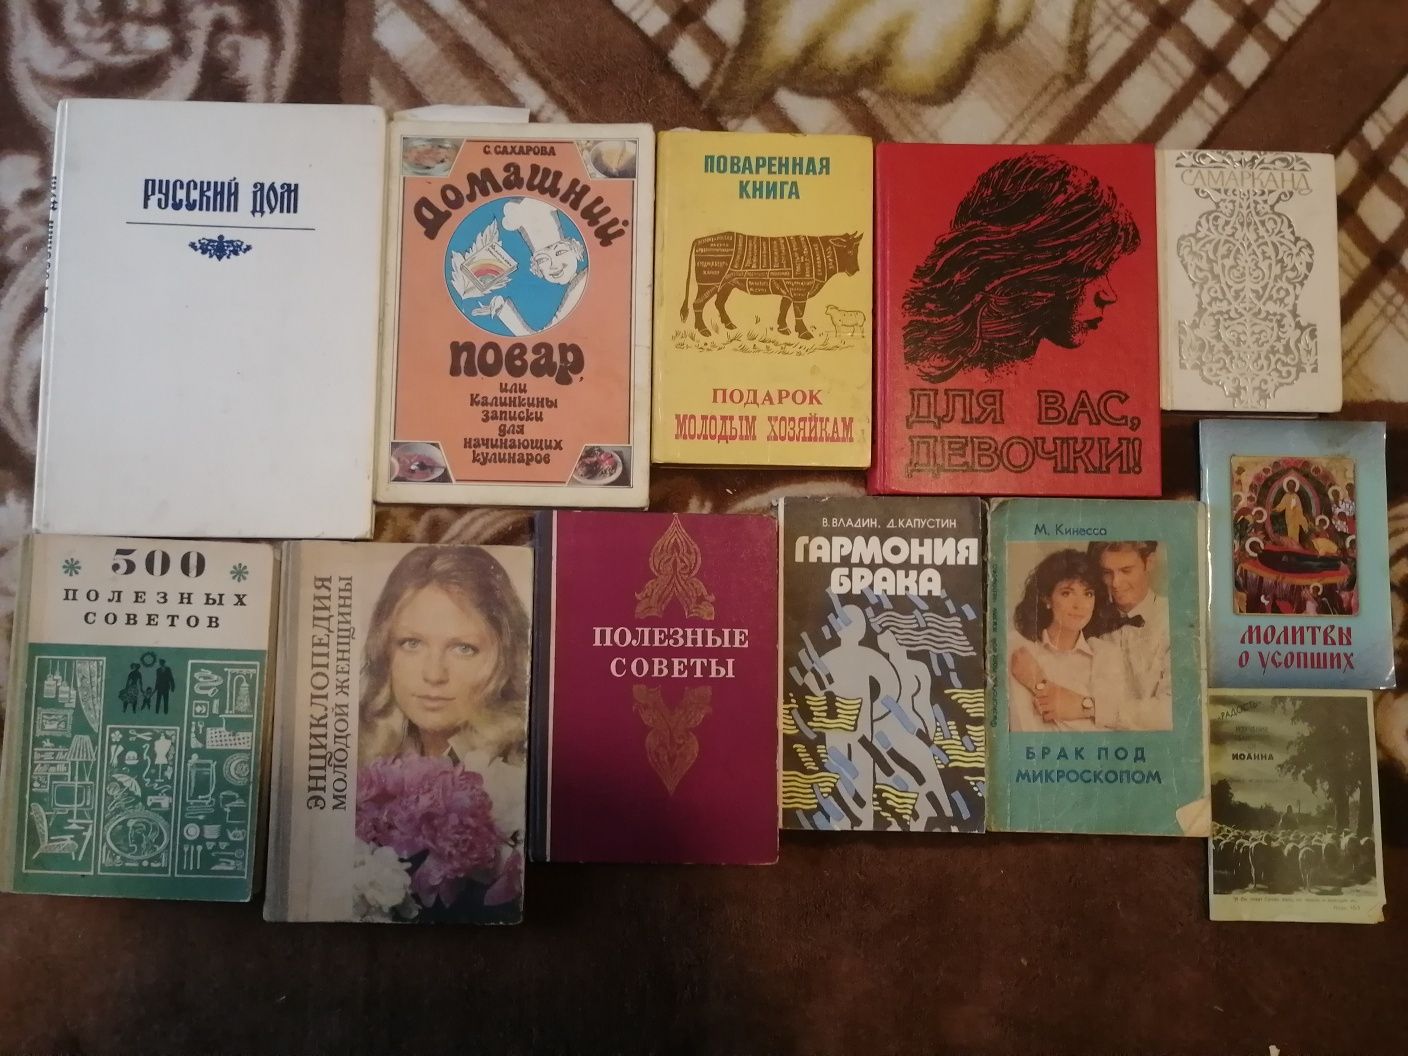 РУССКИЙ ДОМ
С. САХАРОВА
ДОМАШНИЙ
ПОВАР,
или
Калинкины
записки
для
начинающих
кулинаров
ПОВАРЕННАЯ
КНИГА
ПОДАРОК
МОЛОДЫМ ХОЗЯЙКАМ
ДЛЯ ВАС,
ДЕВОЧКИ!
САМАРКАНД
500
ПОЛЕЗНЫХ
СОВЕТОВ
ЭНЦИКЛОПЕДИЯ
МОЛОДОЙ ЖЕНЩИНЫ
ПОЛЕЗНЫЕ
СОВЕТЫ
В. ВЛАДИН, Д. КАПУСТИН
ГАРМОНИЯ
БРАКА
М. Кинесса
БРАК ПОД
МИКРОСКОПОМ
МОЛИТВЫ
О УСОПШИХ
"РАДОСТЬ"
ИОАННА